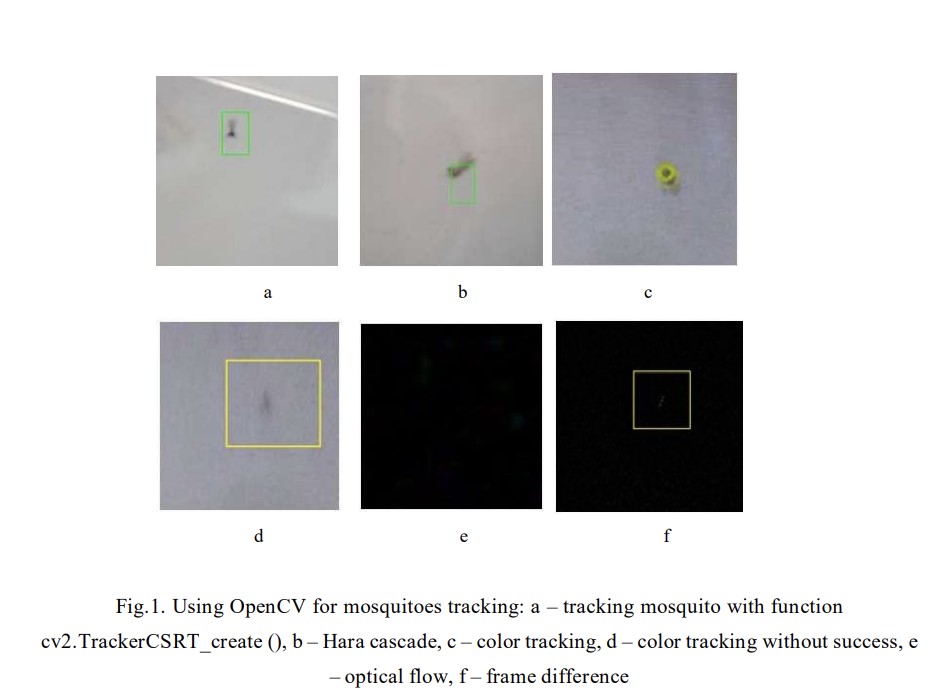 a b c
d e f
Fig.1. Using OpenCV for mosquitoes tracking: a – tracking mosquito with function
cv2.TrackerCSRT_create (), b – Hara cascade, c – color tracking, d – color tracking without success, e
– optical flow, f – frame difference